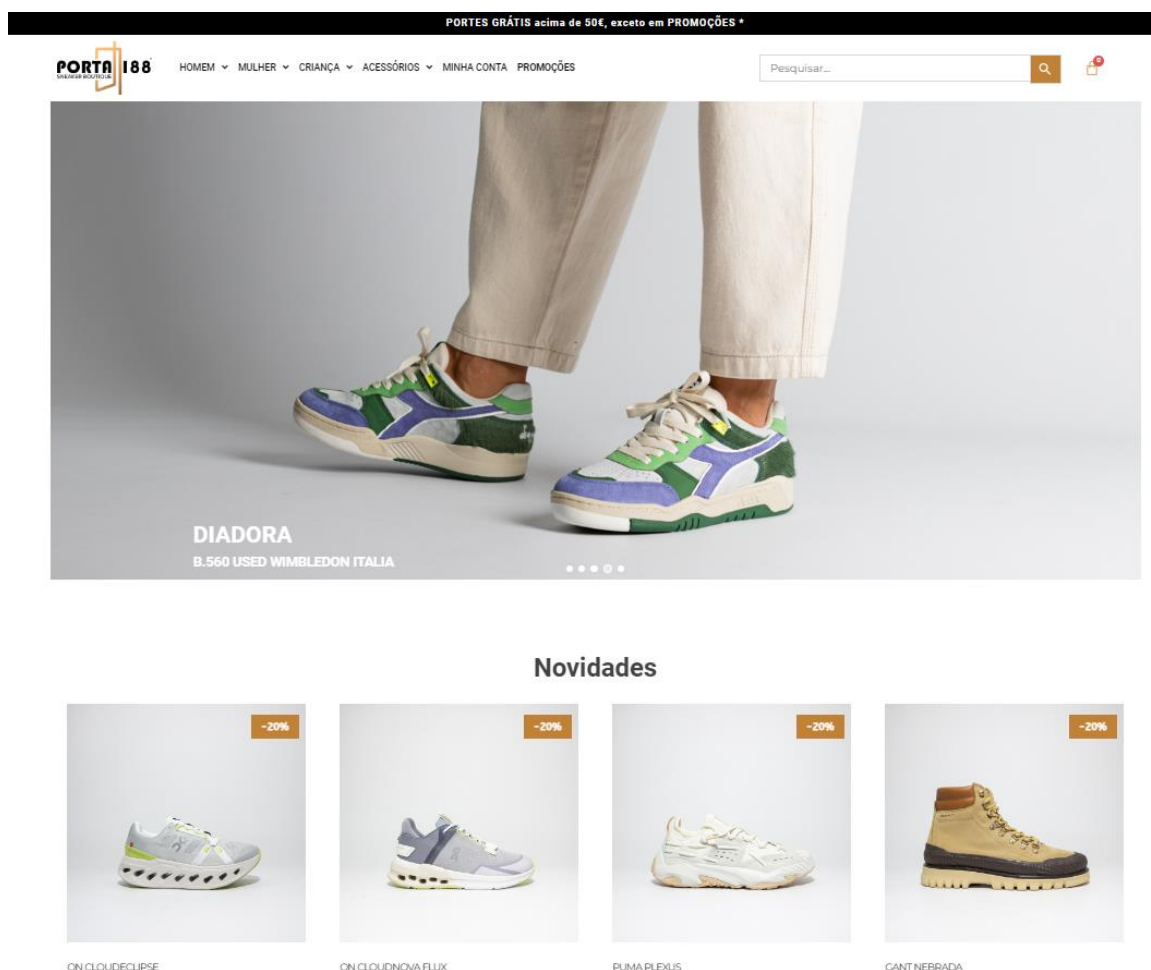 PORTES GRÁTIS acima de 50€, exceto em PROMOÇÕES *
PORTA 188
SNEAKER BOUTIQUE
HOMEM
MULHER
CRIANÇA
ACESSÓRIOS
MINHA CONTA
PROMOÇÕES
Pesquisar...
0
DIADORA
B.560 USED WIMBLEDON ITALIA
Novidades
-20%
-20%
-20%
-20%
ON CLOUDECLIPSE
ON CLOUDNOVA FLUX
PUMA PLEXUS
GANT NEBRADA